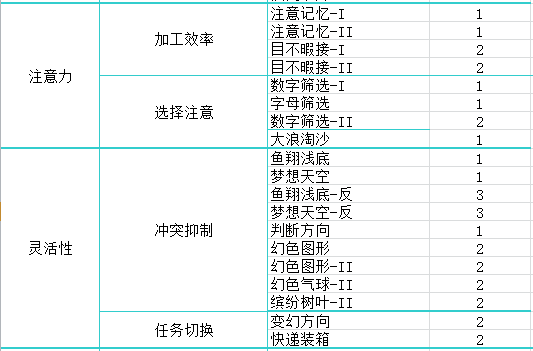 注意力
加工效率
注意记忆-I 1
注意记忆-II 1
目不暇接-I 2
目不暇接-II 2
选择注意
数字筛选-I 1
字母筛选 1
数字筛选-II 2
大浪淘沙 1
灵活性
冲突抑制
鱼翔浅底 1
梦想天空 1
鱼翔浅底-反 3
梦想天空-反 3
判断方向 1
幻色图形 2
幻色图形-II 2
幻色气球-II 2
缤纷树叶-II 2
任务切换
变幻方向 2
快递装箱 2